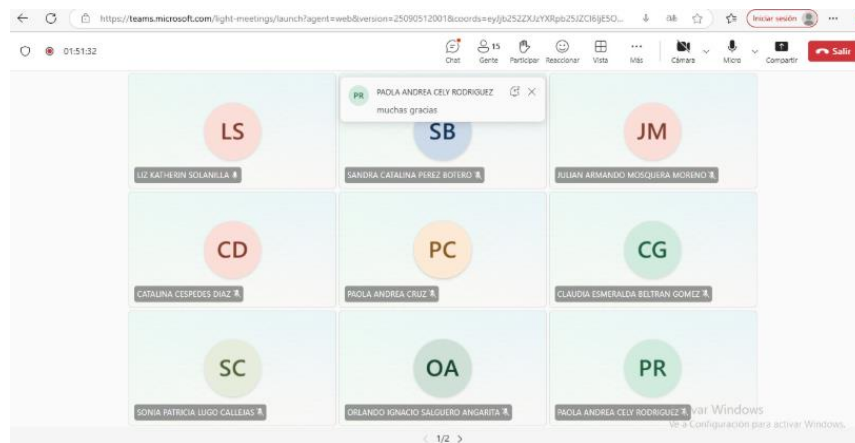 https://teams.microsoft.com/light-meetings/launch?agent=web&version=25090512001&coords=
Iniciar sesión
01:51:32
15
Chat
Gente
Participar
Reaccionar
Vista
Más
Cámara
Micro
Compartir
Salir
PR
PAOLA ANDREA CELY RODRIGUEZ
muchas gracias
LS
SB
JM
LIZ KATHERIN SOLANILLA
SANDRA CATALINA PEREZ BOTERO
JULIAN ARMANDO MOSQUERA MORENO
CD
PC
CG
CATALINA CESPEDES DIAZ
PAOLA ANDREA CRUZ
CLAUDIA ESMERALDA BELTRAN GOMEZ
SC
OA
PR
SONIA PATRICIA LUGO CALLEJAS
ORLANDO IGNACIO SALGUERO ANGARITA
PAOLA ANDREA CELY RODRIGUEZ
var Windows
Ve a Configuración para activar Windows.
1/2